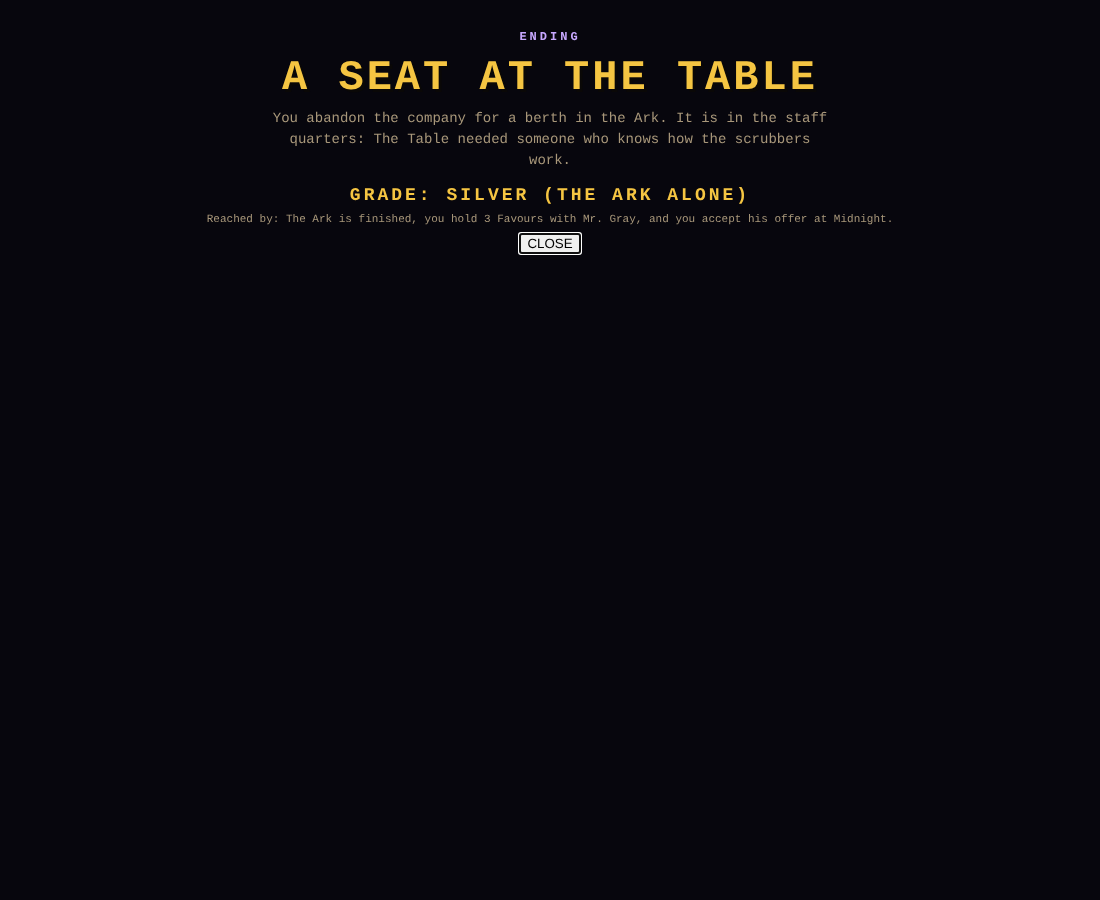 ENDING
A SEAT AT THE TABLE
You abandon the company for a berth in the Ark. It is in the staff
quarters: The Table needed someone who knows how the scrubbers
work.
GRADE: SILVER (THE ARK ALONE)
Reached by: The Ark is finished, you hold 3 Favours with Mr. Gray, and you accept his offer at Midnight.
CLOSE